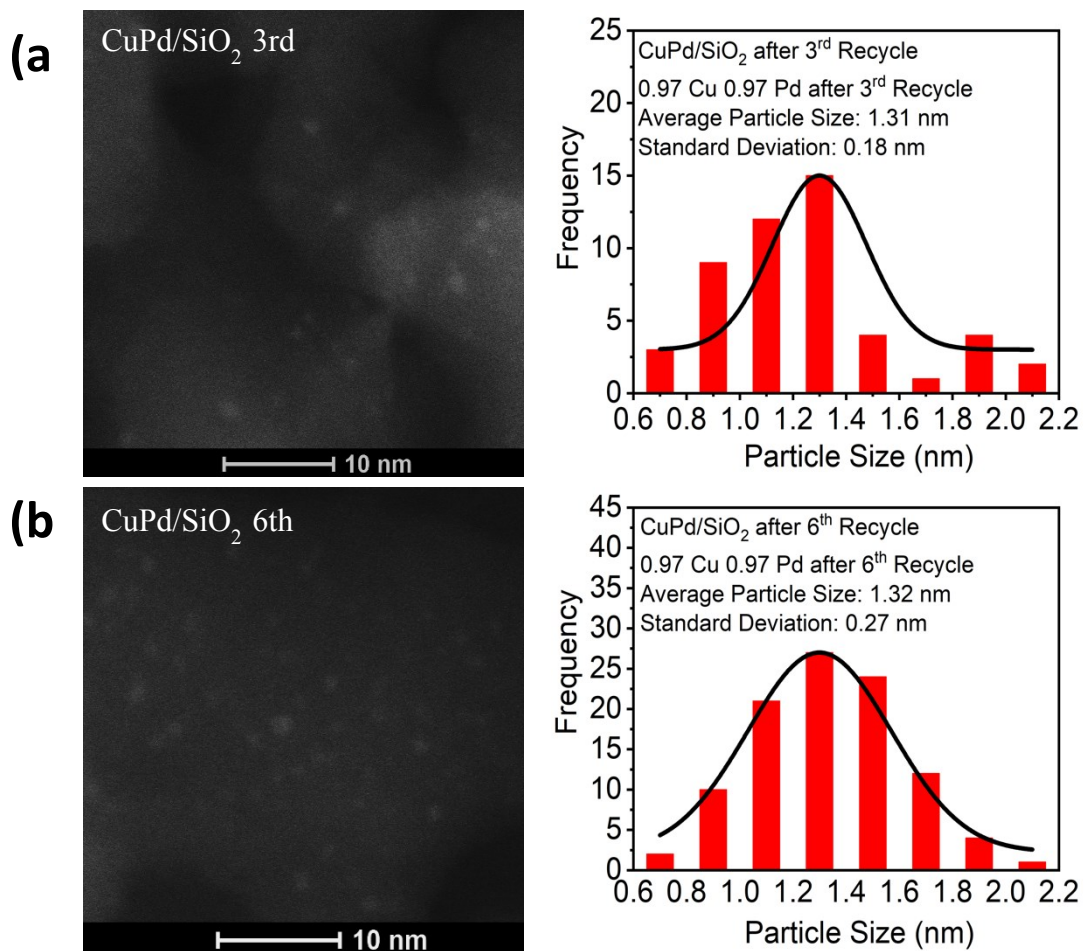 (a
CuPd/SiO₂ 3rd
10 nm
25
20
15
10
5
0
Frequency
CuPd/SiO₂ after 3ʳᵈ Recycle
0.97 Cu 0.97 Pd after 3ʳᵈ Recycle
Average Particle Size: 1.31 nm
Standard Deviation: 0.18 nm
0.6 0.8 1.0 1.2 1.4 1.6 1.8 2.0 2.2
Particle Size (nm)
(b
CuPd/SiO₂ 6th
10 nm
45
40
35
30
25
20
15
10
5
0
Frequency
CuPd/SiO₂ after 6ᵗʰ Recycle
0.97 Cu 0.97 Pd after 6ᵗʰ Recycle
Average Particle Size: 1.32 nm
Standard Deviation: 0.27 nm
0.6 0.8 1.0 1.2 1.4 1.6 1.8 2.0 2.2
Particle Size (nm)